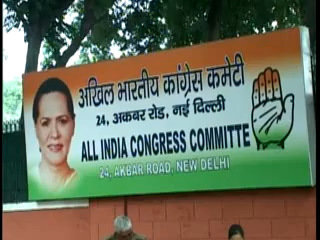 अखिल भारतीय कांग्रेस कमेटी
24, अकबर रोड, नई दिल्ली
ALL INDIA CONGRESS COMMITTE
24, AKBAR ROAD, NEW DELHI